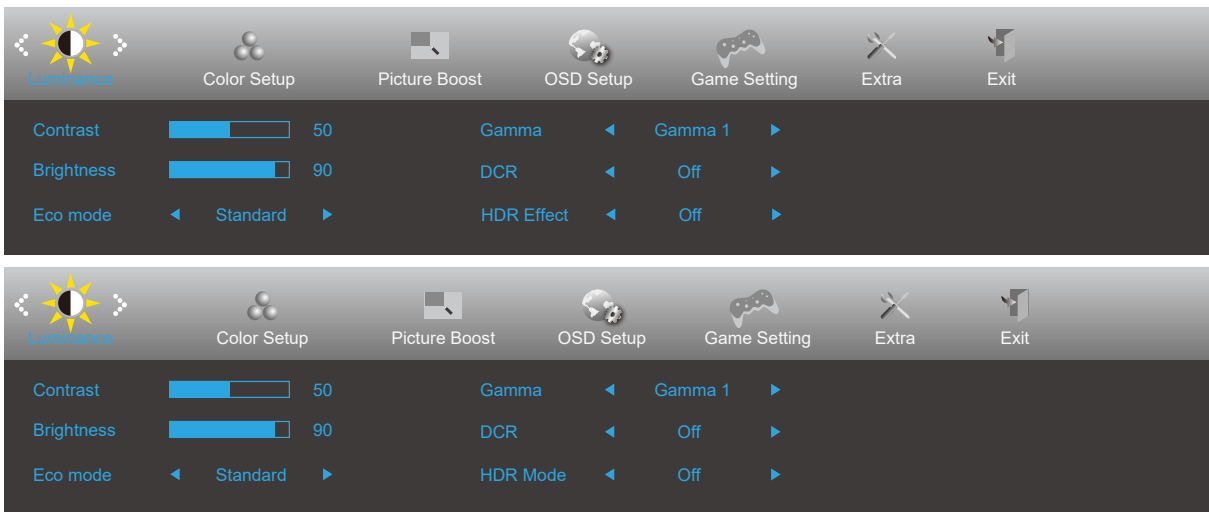 Luminance Color Setup Picture Boost OSD Setup Game Setting Extra Exit
Contrast 50 Gamma Gamma 1
Brightness 90 DCR Off
Eco mode Standard HDR Effect Off
Luminance Color Setup Picture Boost OSD Setup Game Setting Extra Exit
Contrast 50 Gamma Gamma 1
Brightness 90 DCR Off
Eco mode Standard HDR Mode Off